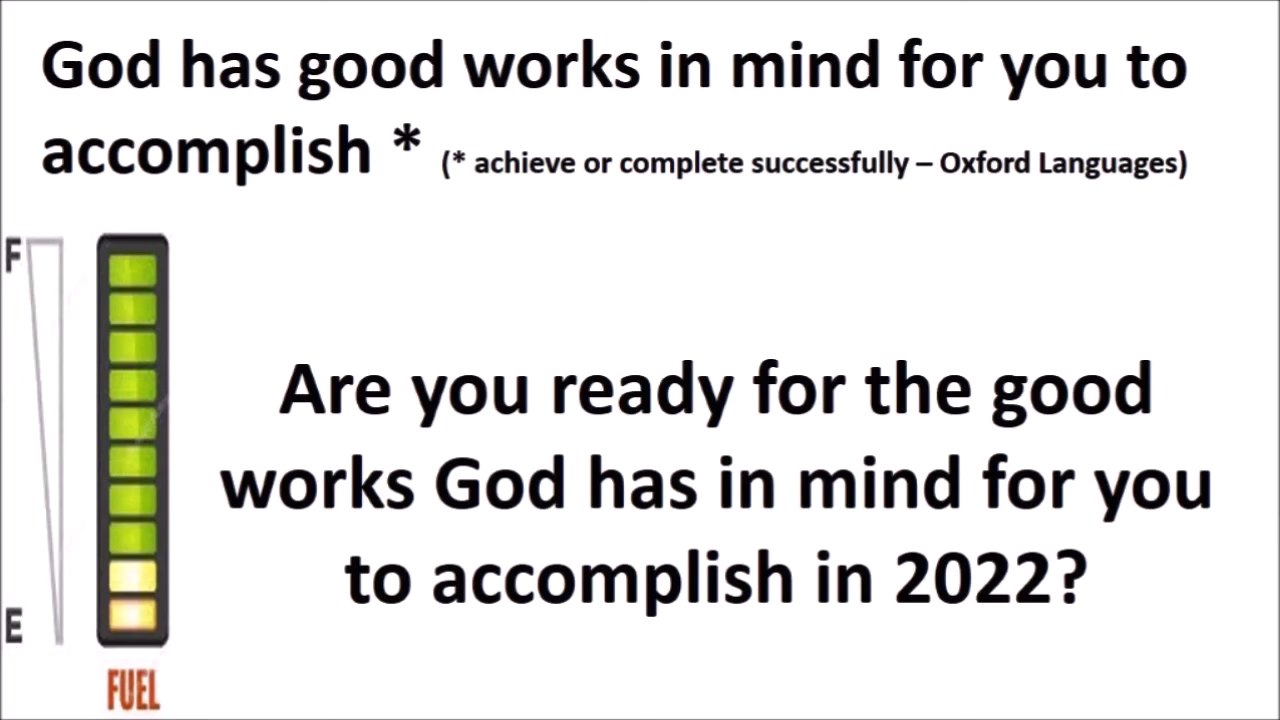 God has good works in mind for you to
accomplish * (* achieve or complete successfully – Oxford Languages)
F
Are you ready for the good
works God has in mind for you
to accomplish in 2022?
E
FUEL